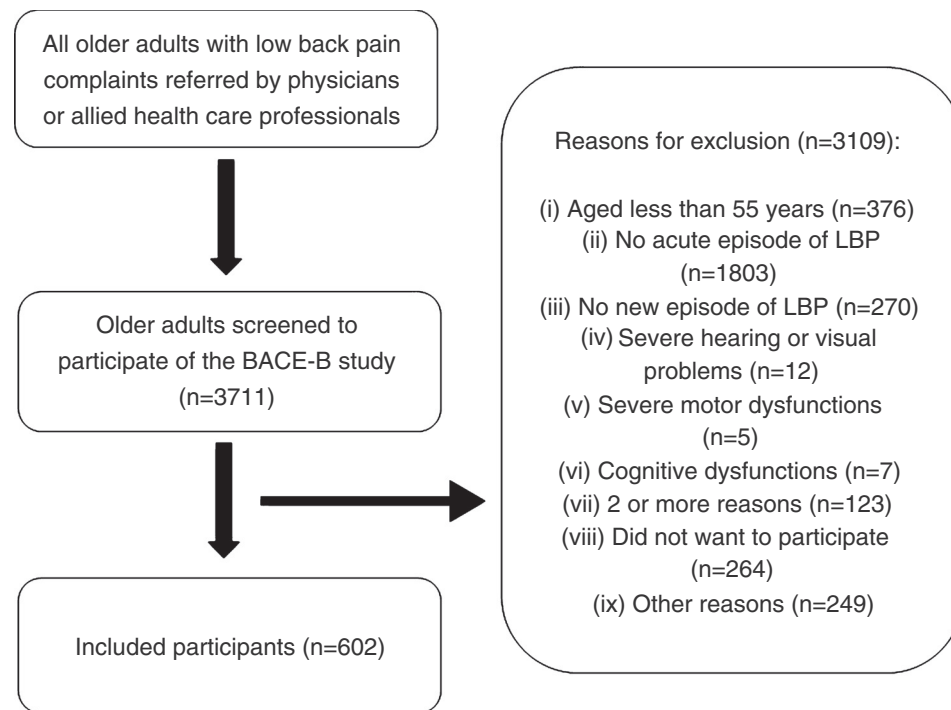 All older adults with low back pain
complaints referred by physicians
or allied health care professionals
Older adults screened to
participate of the BACE-B study
(n=3711)
Included participants (n=602)
Reasons for exclusion (n=3109):
(i) Aged less than 55 years (n=376)
(ii) No acute episode of LBP
(n=1803)
(iii) No new episode of LBP (n=270)
(iv) Severe hearing or visual
problems (n=12)
(v) Severe motor dysfunctions
(n=5)
(vi) Cognitive dysfunctions (n=7)
(vii) 2 or more reasons (n=123)
(viii) Did not want to participate
(n=264)
(ix) Other reasons (n=249)